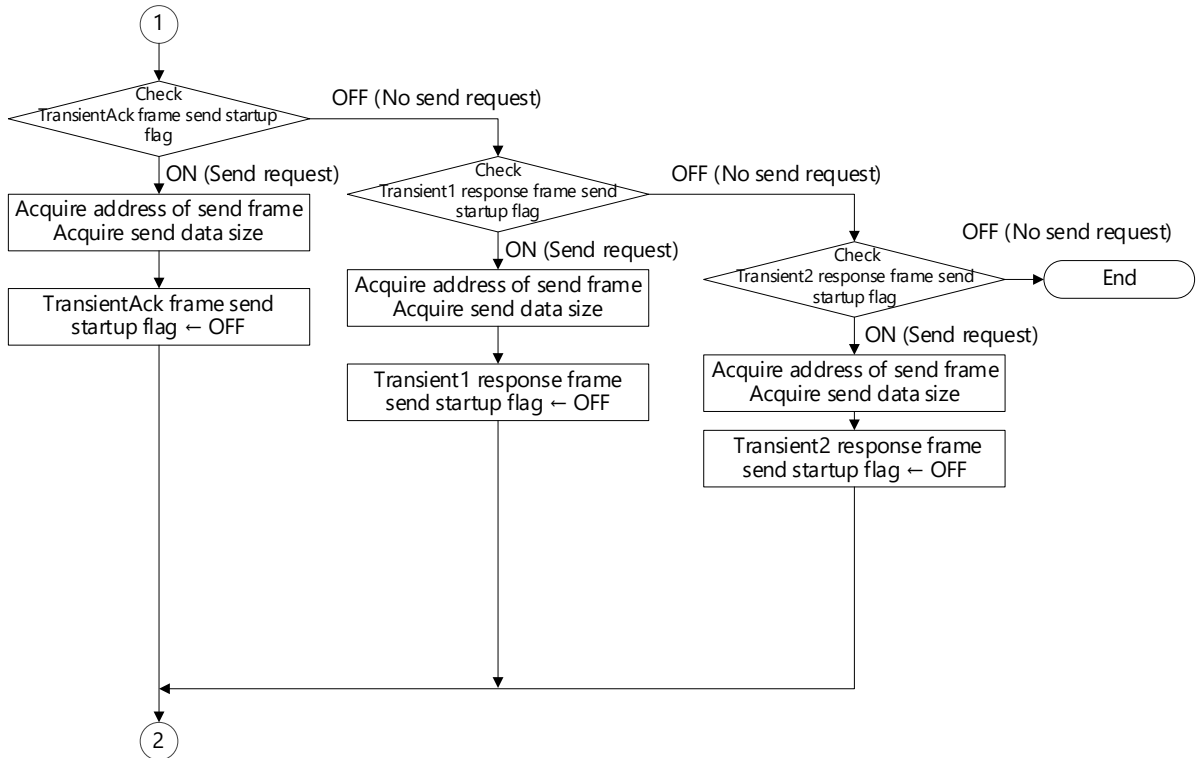 1
Check
TransientAck frame send startup
flag
OFF (No send request)
ON (Send request)
Acquire address of send frame
Acquire send data size
TransientAck frame send
startup flag ← OFF
Check
Transient1 response frame send
startup flag
OFF (No send request)
ON (Send request)
Acquire address of send frame
Acquire send data size
Transient1 response frame
send startup flag ← OFF
Check
Transient2 response frame send
startup flag
OFF (No send request)
End
ON (Send request)
Acquire address of send frame
Acquire send data size
Transient2 response frame
send startup flag ← OFF
2